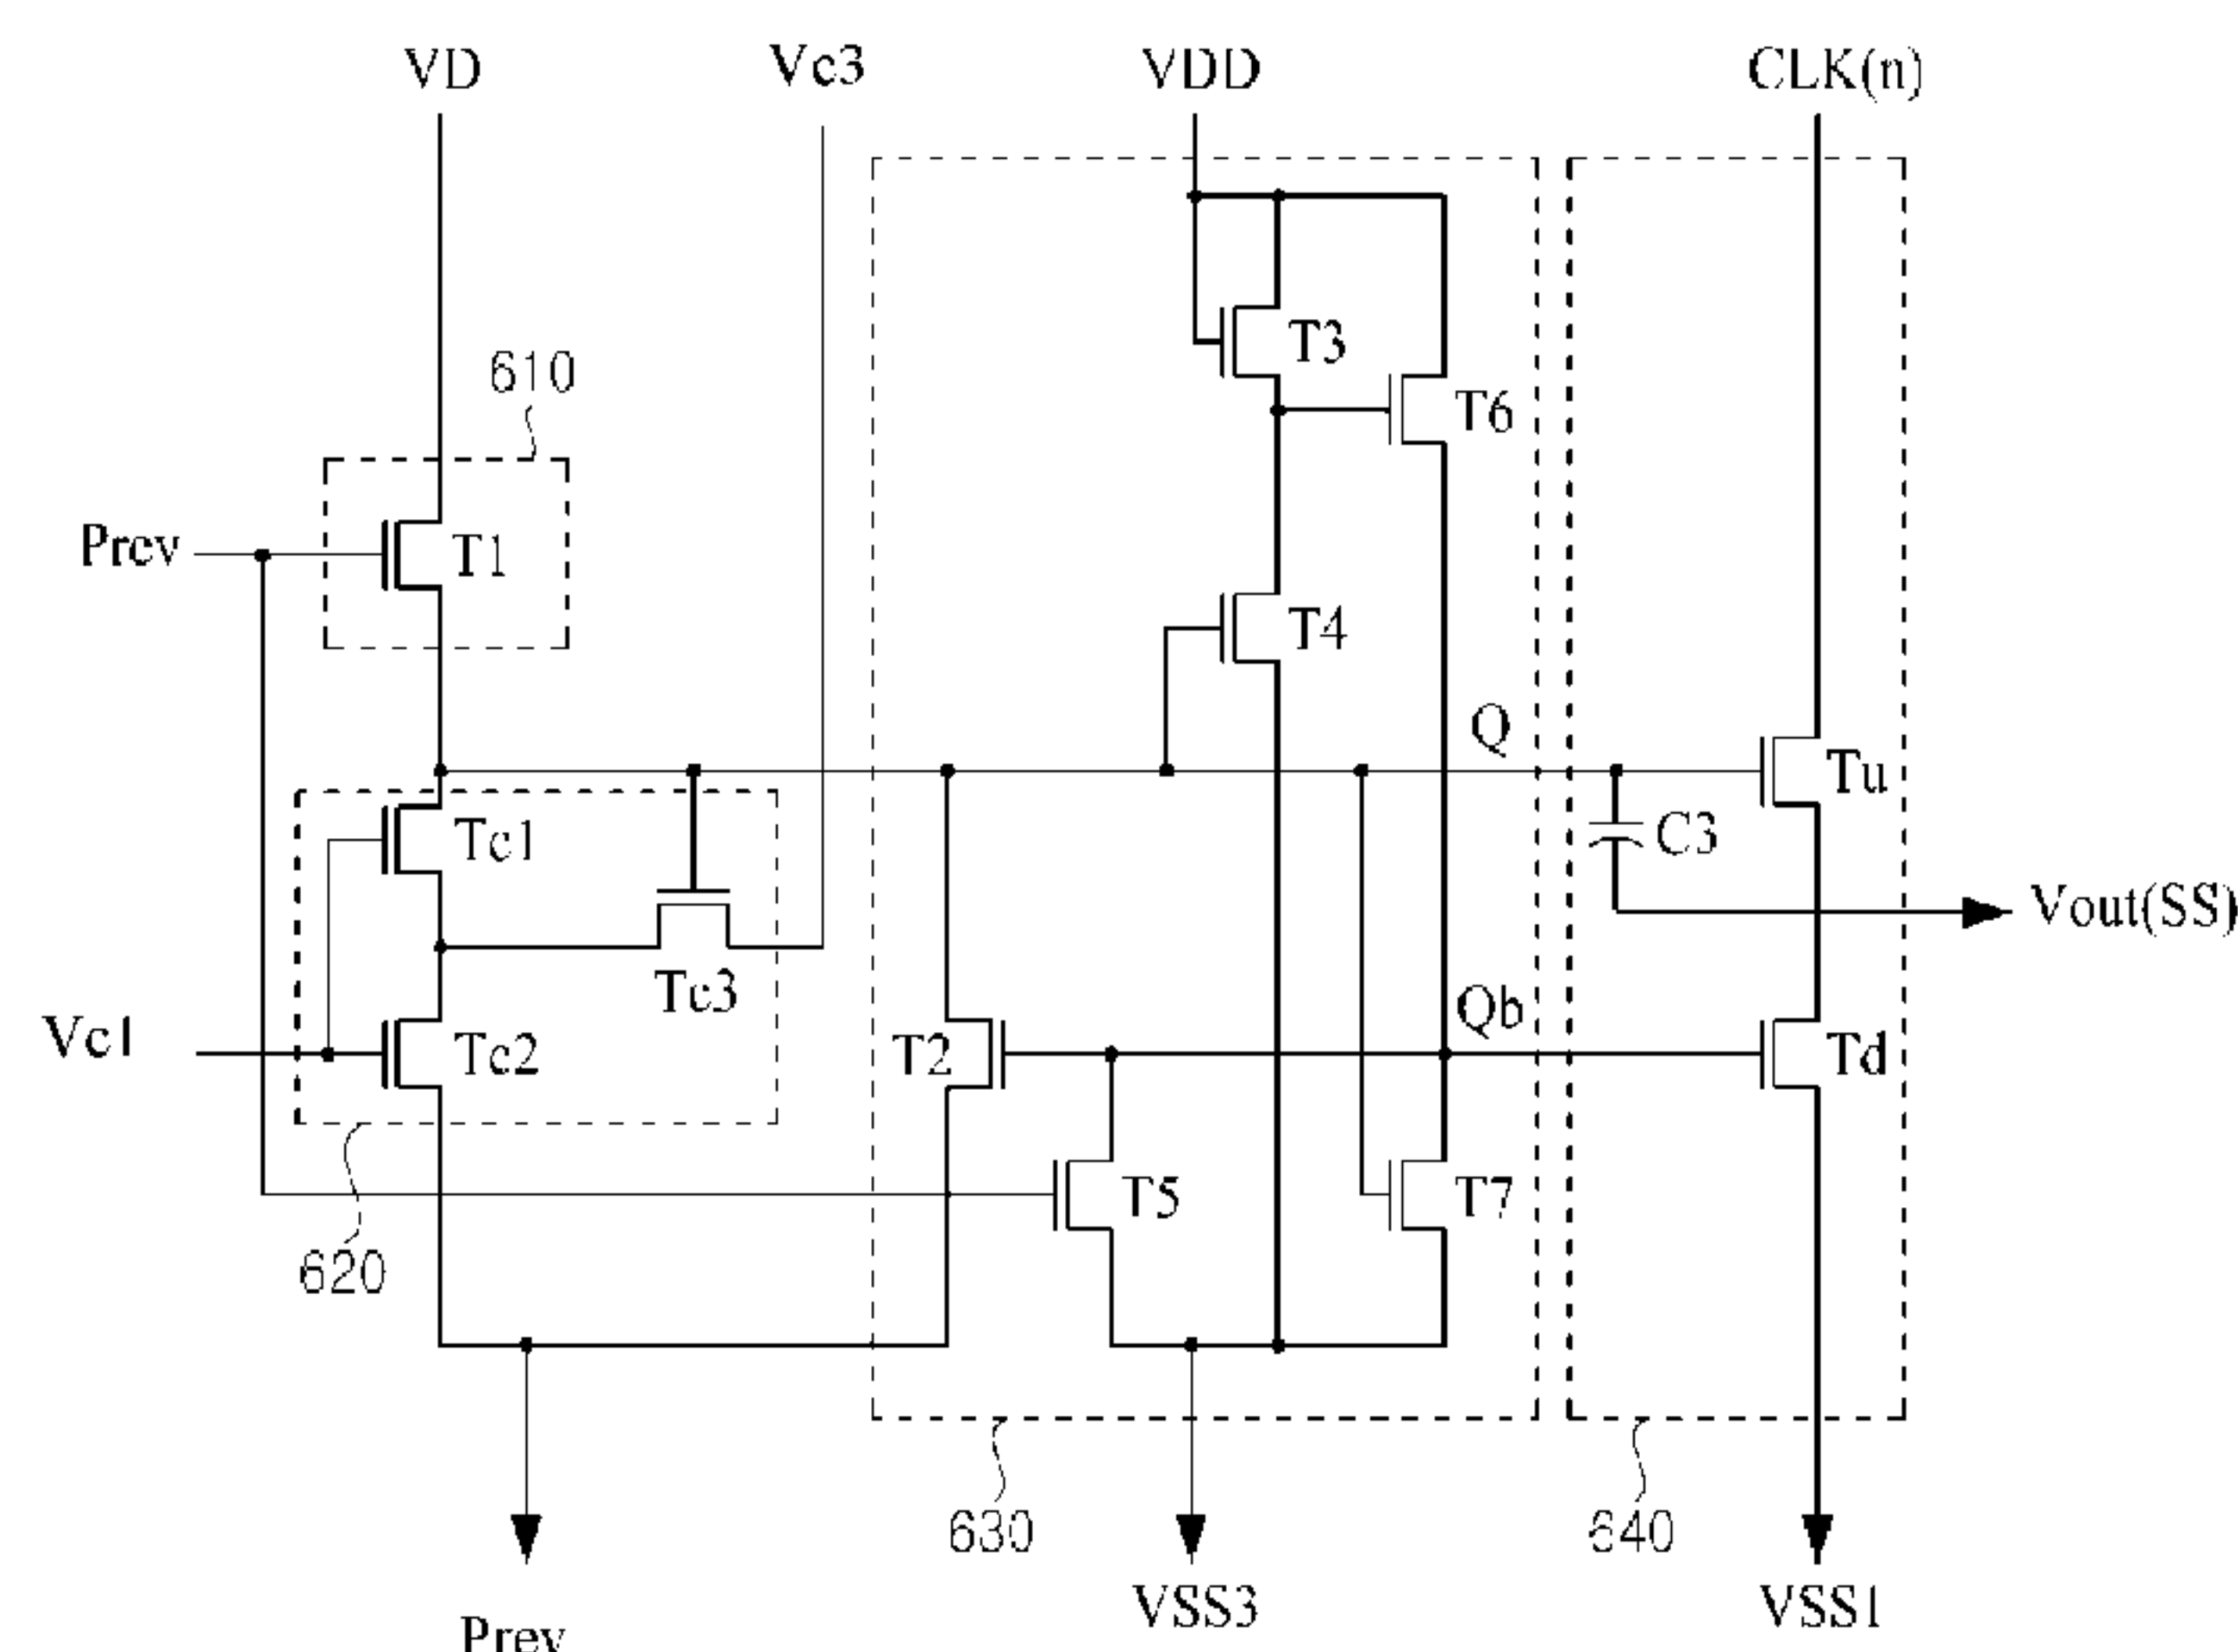 VD
Vc3
VDD
CLK(n)
610
T3
T6
Prev
T1
T4
Q
Tu
Tc1
C3
Vout(SS)
Tc3
Qb
Vc1
Tc2
T2
Td
T5
T7
620
630
640
VSS3
VSS1
Prev